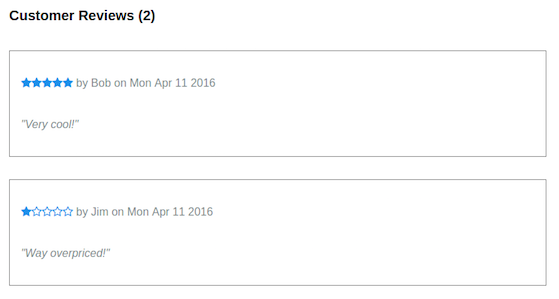 Customer Reviews (2)
by Bob on Mon Apr 11 2016
"Very cool!"
by Jim on Mon Apr 11 2016
"Way overpriced!"